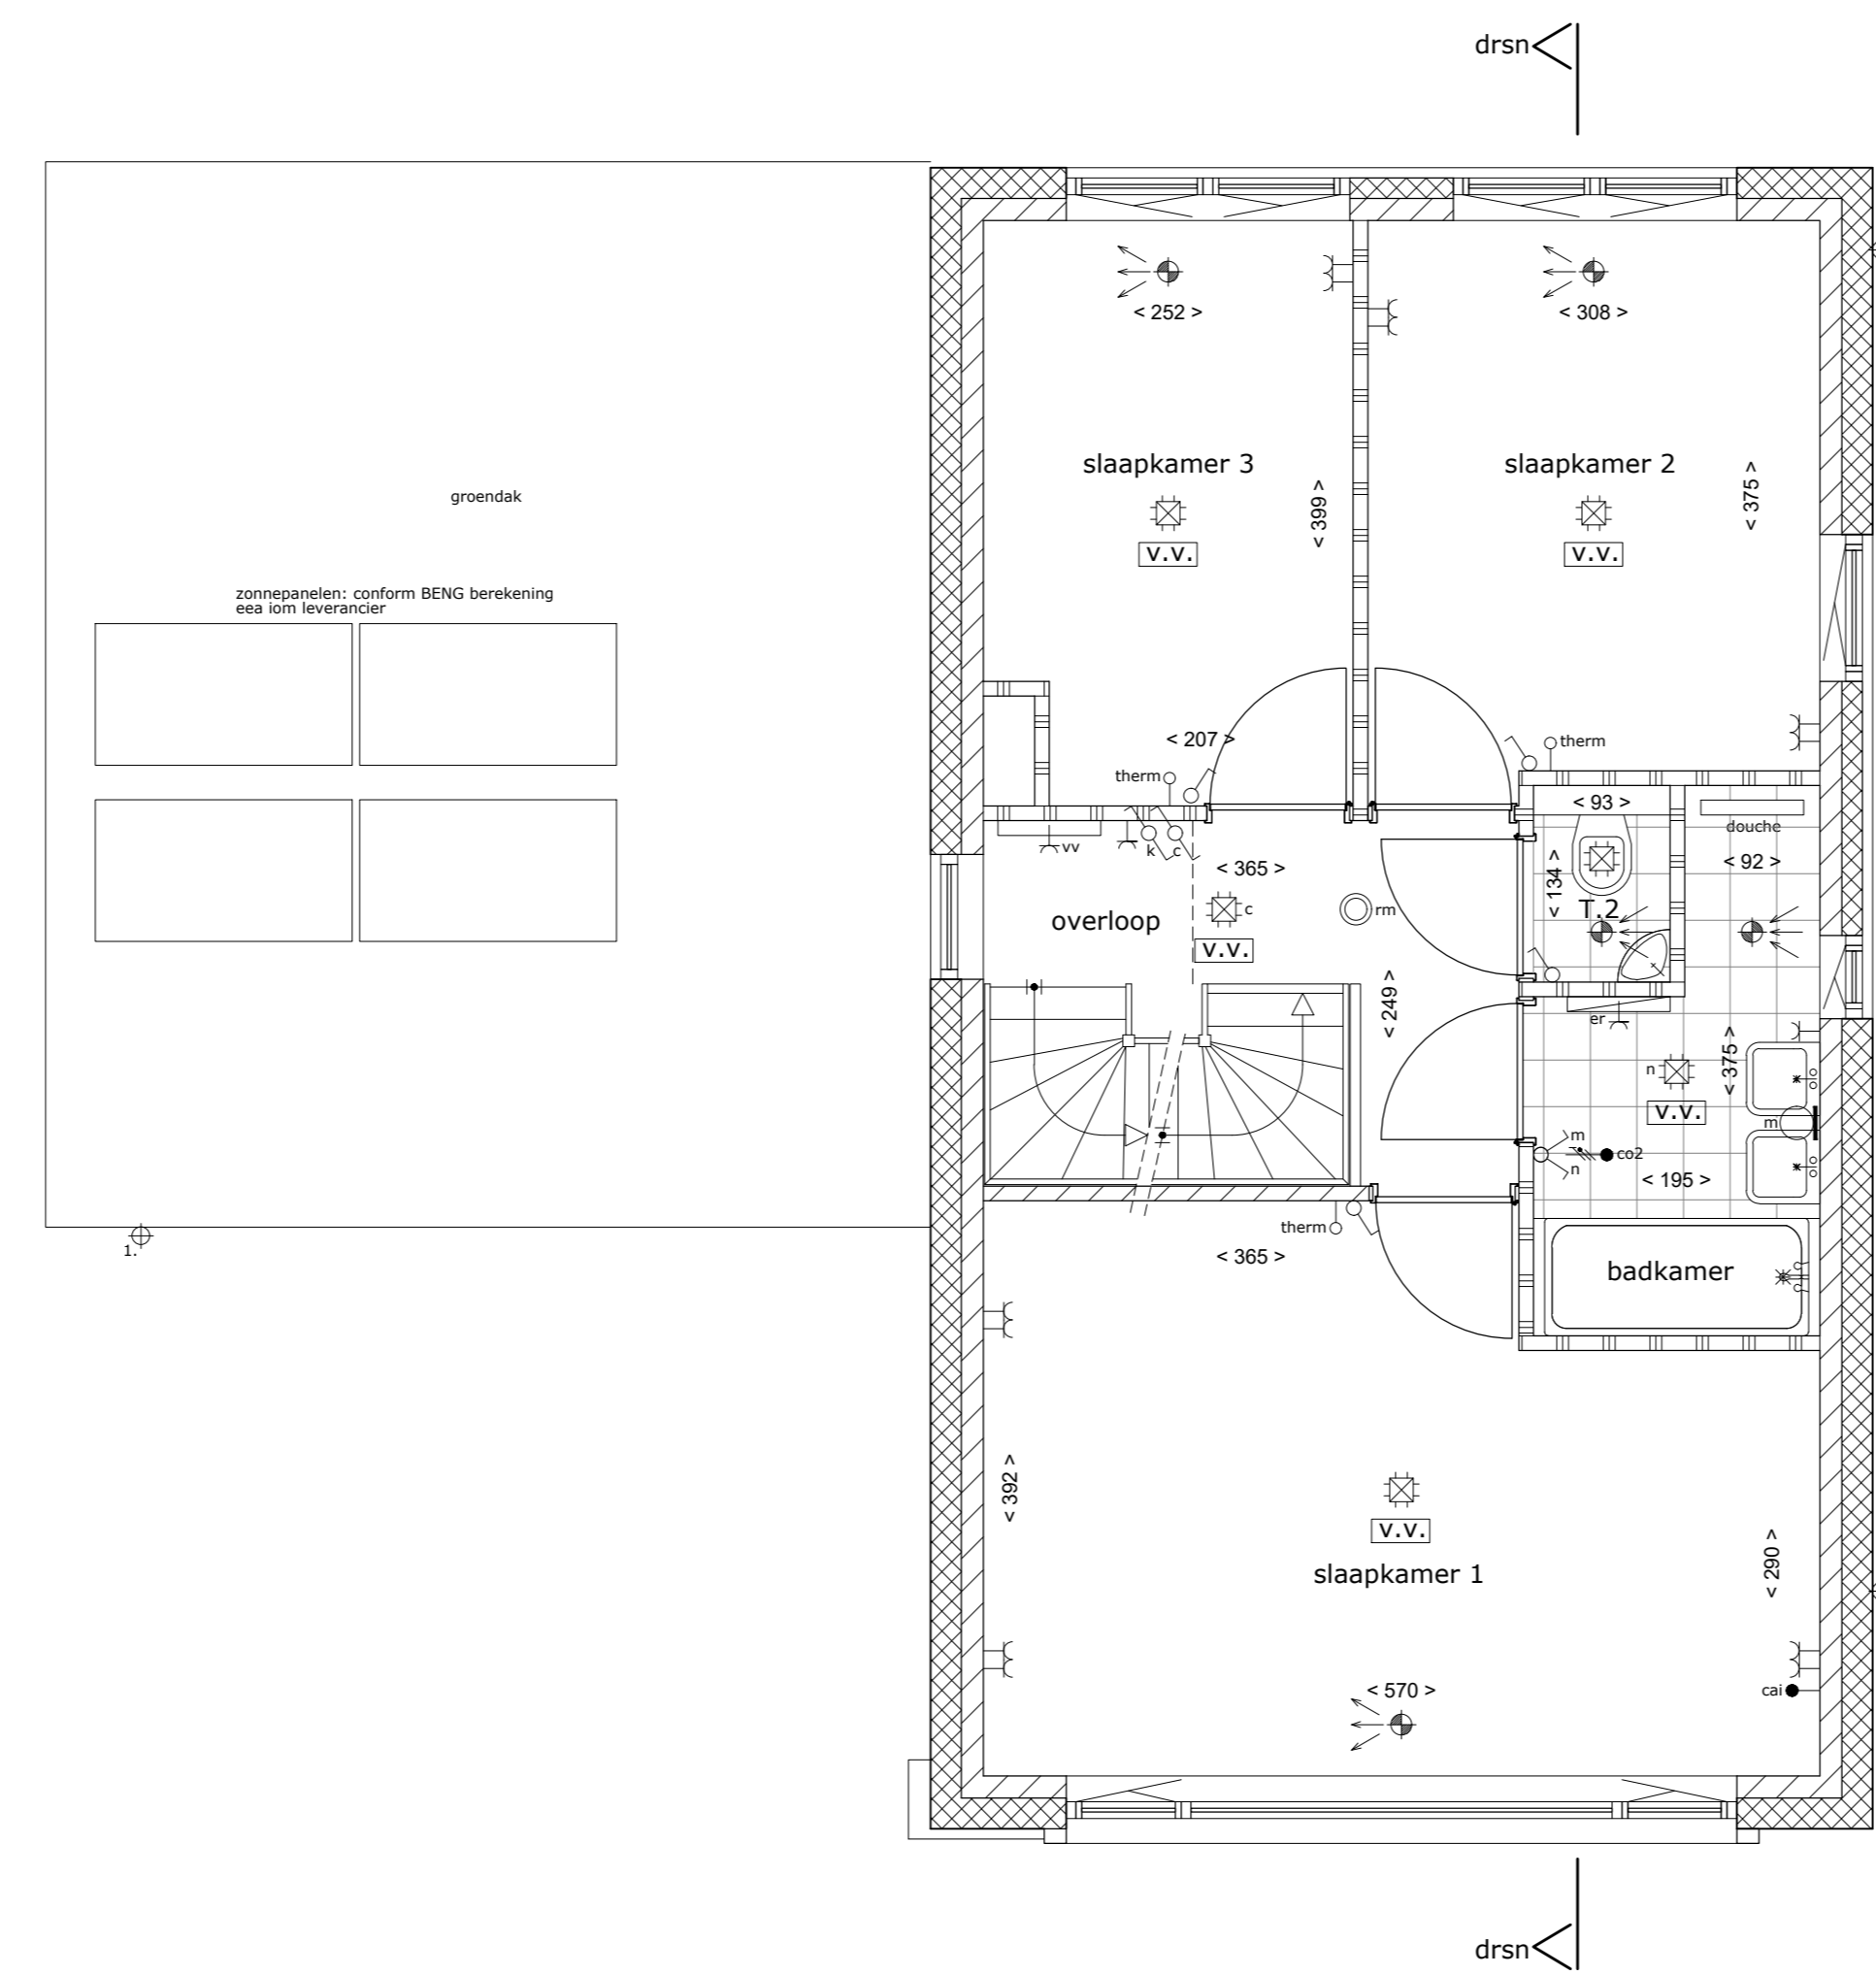 drsn
< 252 >
< 308 >
slaapkamer 3
slaapkamer 2
< 399 >
< 375 >
v.v.
v.v.
groendak
zonnepanelen: conform BENG berekening
eea iom leverancier
< 207 >
therm
therm
< 93 >
douche
< 92 >
< 134 >
T.2
vv
k
c
< 365 >
overloop
c
rm
v.v.
< 249 >
er
n
< 375 >
v.v.
m
m
n
co2
< 195 >
1.
therm
< 365 >
badkamer
< 392 >
v.v.
slaapkamer 1
< 290 >
< 570 >
cai
drsn